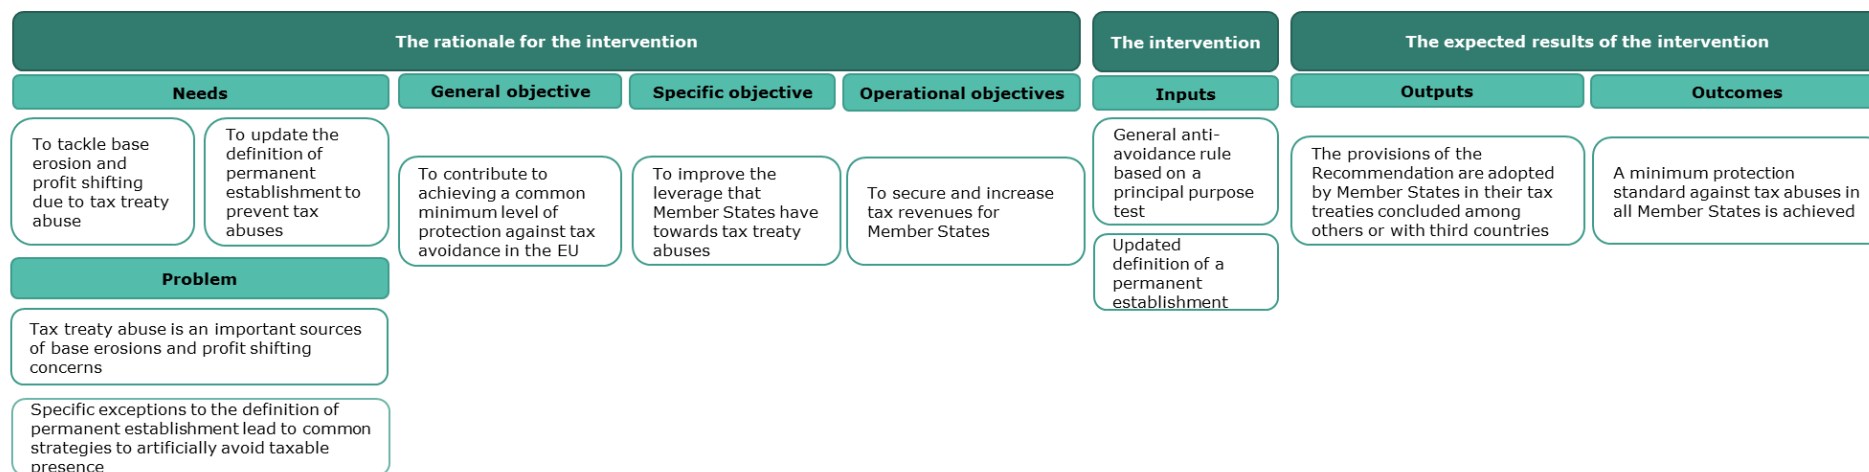 The rationale for the intervention
The intervention
The expected results of the intervention
Needs
General objective
Specific objective
Operational objectives
Inputs
Outputs
Outcomes
To tackle base
erosion and
profit shifting
due to tax treaty
abuse
To update the
definition of
permanent
establishment to
prevent tax
abuses
To contribute to
achieving a common
minimum level of
protection against tax
avoidance in the EU
To improve the
leverage that
Member States have
towards tax treaty
abuses
To secure and increase
tax revenues for
Member States
General anti-
avoidance rule
based on a
principal purpose
test
Updated
definition of a
permanent
establishment
The provisions of the
Recommendation are adopted
by Member States in their tax
treaties concluded among
others or with third countries
A minimum protection
standard against tax abuses in
all Member States is achieved
Problem
Tax treaty abuse is an important sources
of base erosions and profit shifting
concerns
Specific exceptions to the definition of
permanent establishment lead to common
strategies to artificially avoid taxable
presence